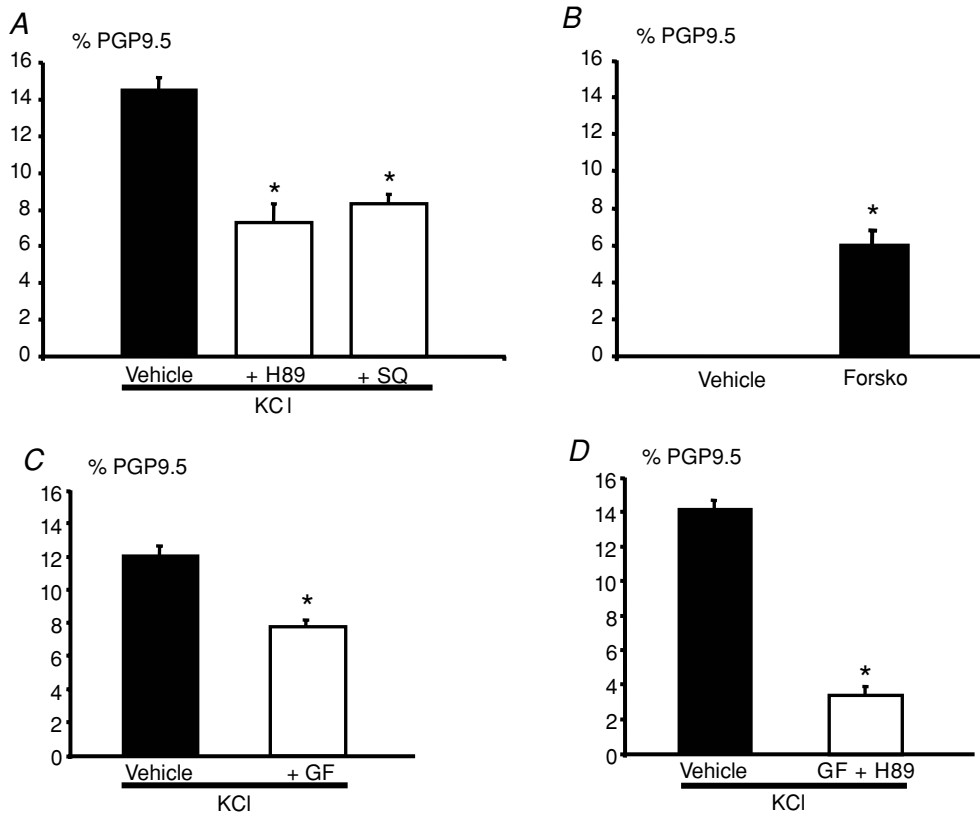 A
% PGP9.5
16
14
12
10
8
6
4
2
0
* *
Vehicle + H89 + SQ
KCl
B
% PGP9.5
16
14
12
10
8
6
4
2
0
*
Vehicle Forsko
C
% PGP9.5
16
14
12
10
8
6
4
2
0
*
Vehicle + GF
KCl
D
% PGP9.5
16
14
12
10
8
6
4
2
0
*
Vehicle GF + H89
KCl